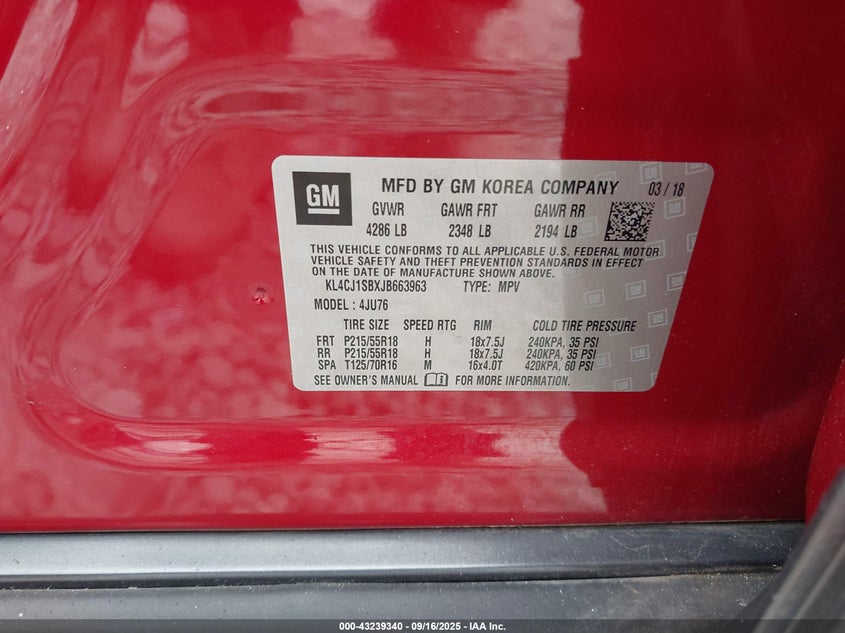 GM MFD BY GM KOREA COMPANY 03 / 18
GVWR GAWR FRT GAWR RR
4286 LB 2348 LB 2194 LB
THIS VEHICLE CONFORMS TO ALL APPLICABLE U.S. FEDERAL MOTOR
VEHICLE SAFETY AND THEFT PREVENTION STANDARDS IN EFFECT
ON THE DATE OF MANUFACTURE SHOWN ABOVE.
KL4CJ1SBXJB663963 TYPE: MPV
MODEL : 4JU76
TIRE SIZE SPEED RTG RIM COLD TIRE PRESSURE
FRT P215/55R18 H 18x7.5J 240KPA, 35 PSI
RR P215/55R18 H 18x7.5J 240KPA, 35 PSI
SPA T125/70R16 M 16x4.0T 420KPA, 60 PSI
SEE OWNER'S MANUAL FOR MORE INFORMATION.
000-43239340 - 09/16/2025 - IAA Inc.